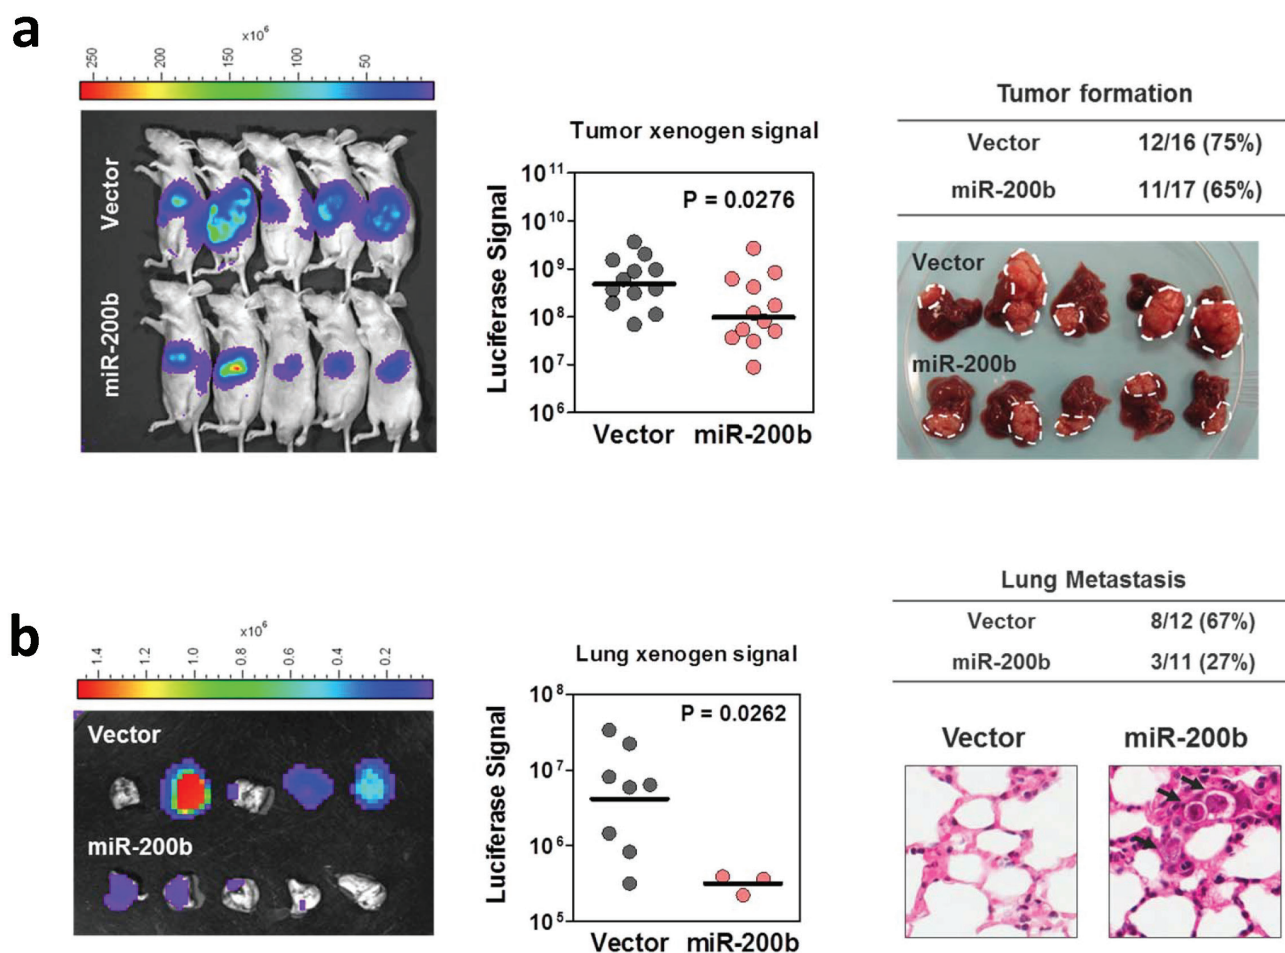 a
x10⁶
250 200 150 100 50
Vector
miR-200b
Tumor xenogen signal
Luciferase Signal
10¹¹
10¹⁰
10⁹
10⁸
10⁷
10⁶
P = 0.0276
Vector miR-200b
Tumor formation
Vector 12/16 (75%)
miR-200b 11/17 (65%)
Vector
miR-200b
b
x10⁶
1.4 1.2 1.0 0.8 0.6 0.4 0.2
Vector
miR-200b
Lung xenogen signal
Luciferase Signal
10⁸
10⁷
10⁶
10⁵
P = 0.0262
Vector miR-200b
Lung Metastasis
Vector 8/12 (67%)
miR-200b 3/11 (27%)
Vector miR-200b